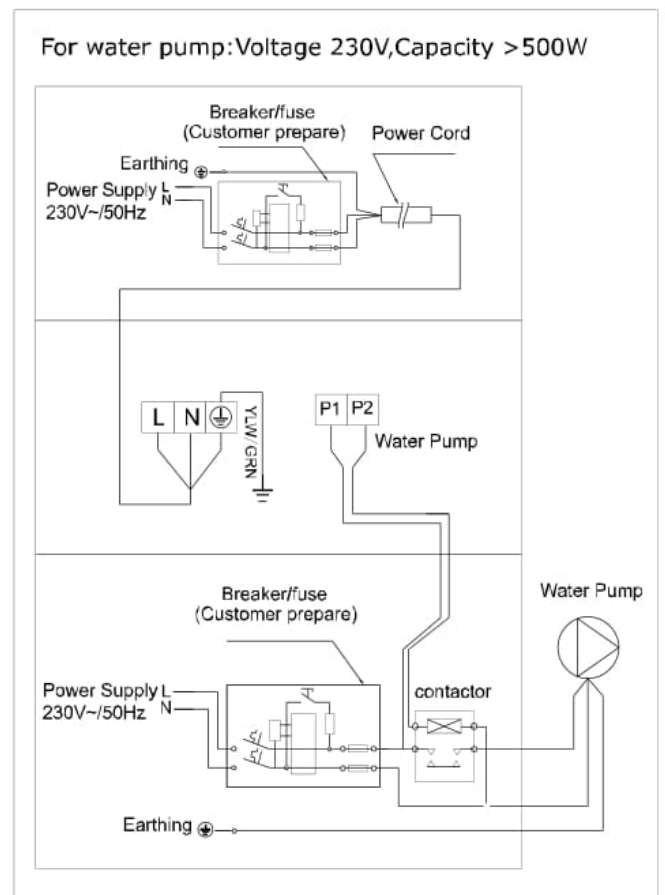 For water pump:Voltage 230V,Capacity >500W
Breaker/fuse
(Customer prepare)
Power Cord
Earthing
Power Supply L
N
230V~/50Hz
L N
YLW/GRN
P1 P2
Water Pump
Breaker/fuse
(Customer prepare)
Water Pump
Power Supply L
N
230V~/50Hz
contactor
Earthing